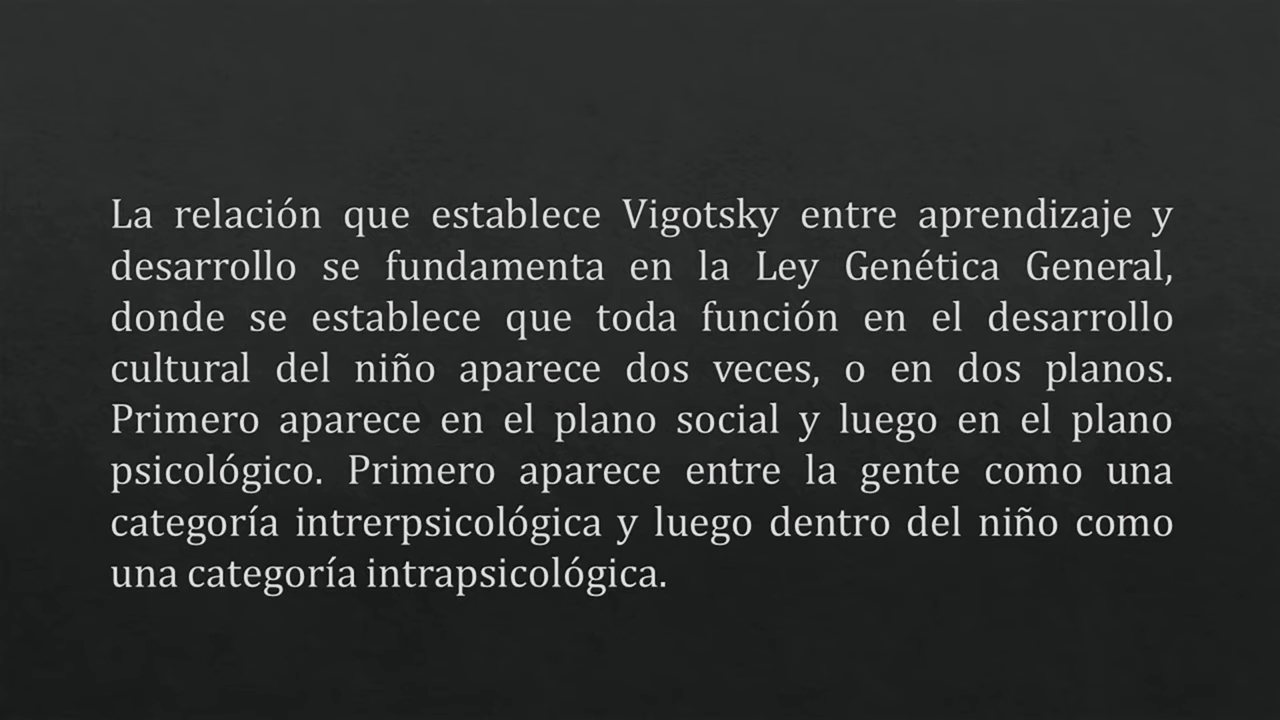 La relación que establece Vigotsky entre aprendizaje y
desarrollo se fundamenta en la Ley Genética General,
donde se establece que toda función en el desarrollo
cultural del niño aparece dos veces, o en dos planos.
Primero aparece en el plano social y luego en el plano
psicológico. Primero aparece entre la gente como una
categoría intrerpsicológica y luego dentro del niño como
una categoría intrapsicológica.